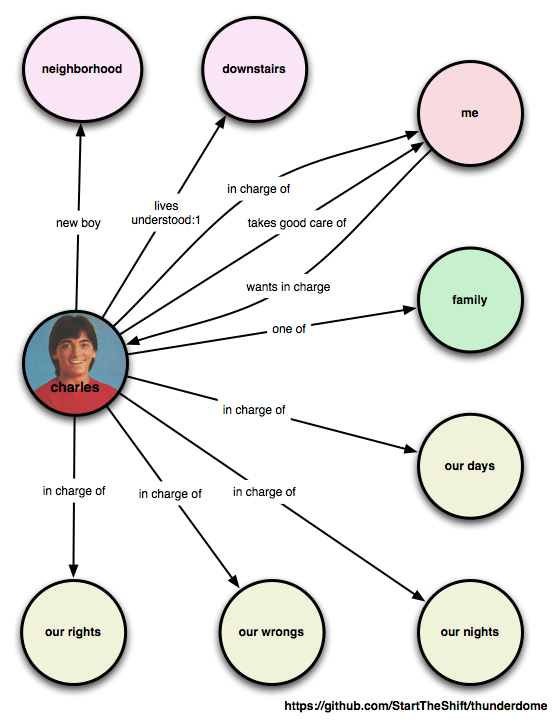 neighborhood
downstairs
me
in charge of
lives
understood:1
new boy
takes good care of
wants in charge
family
one of
charles
in charge of
our days
in charge of
in charge of
in charge of
our rights
our wrongs
our nights
https://github.com/StartTheShift/thunderdome